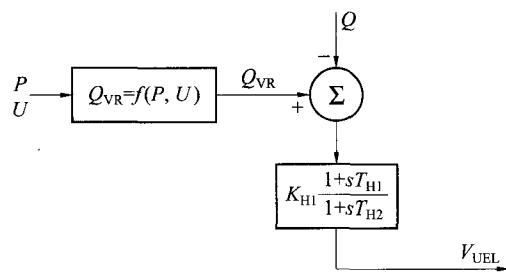 Q
−
P
U
Q_VR=f(P, U)
Q_VR
+
Σ
K_H1 (1+sT_H1)/(1+sT_H2)
V_UEL